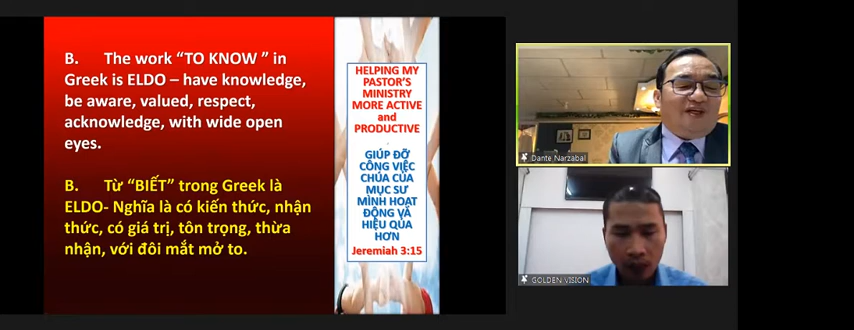 B. The work “TO KNOW ” in
Greek is ELDO – have knowledge,
be aware, valued, respect,
acknowledge, with wide open
eyes.
B. Từ “BIẾT” trong Greek là
ELDO- Nghĩa là có kiến thức, nhận
thức, có giá trị, tôn trọng, thừa
nhận, với đôi mắt mở to.
HELPING MY
PASTOR'S
MINISTRY
MORE ACTIVE
and
PRODUCTIVE
GIÚP ĐỠ
CÔNG VIỆC
CHÚA CỦA
MỤC SƯ
MÌNH HOẠT
ĐỘNG VÀ
HIỆU QỦA
HƠN
Jeremiah 3:15
Dante Narzabal
GOLDEN VISION